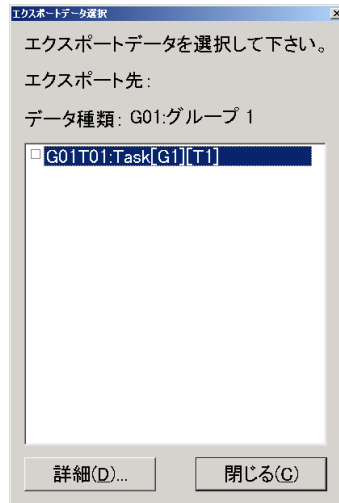 エクスポートデータ選択
エクスポートデータを選択して下さい。
エクスポート先:
データ種類: G01:グループ 1
G01T01:Task[G1][T1]
詳細(D)... 閉じる(C)